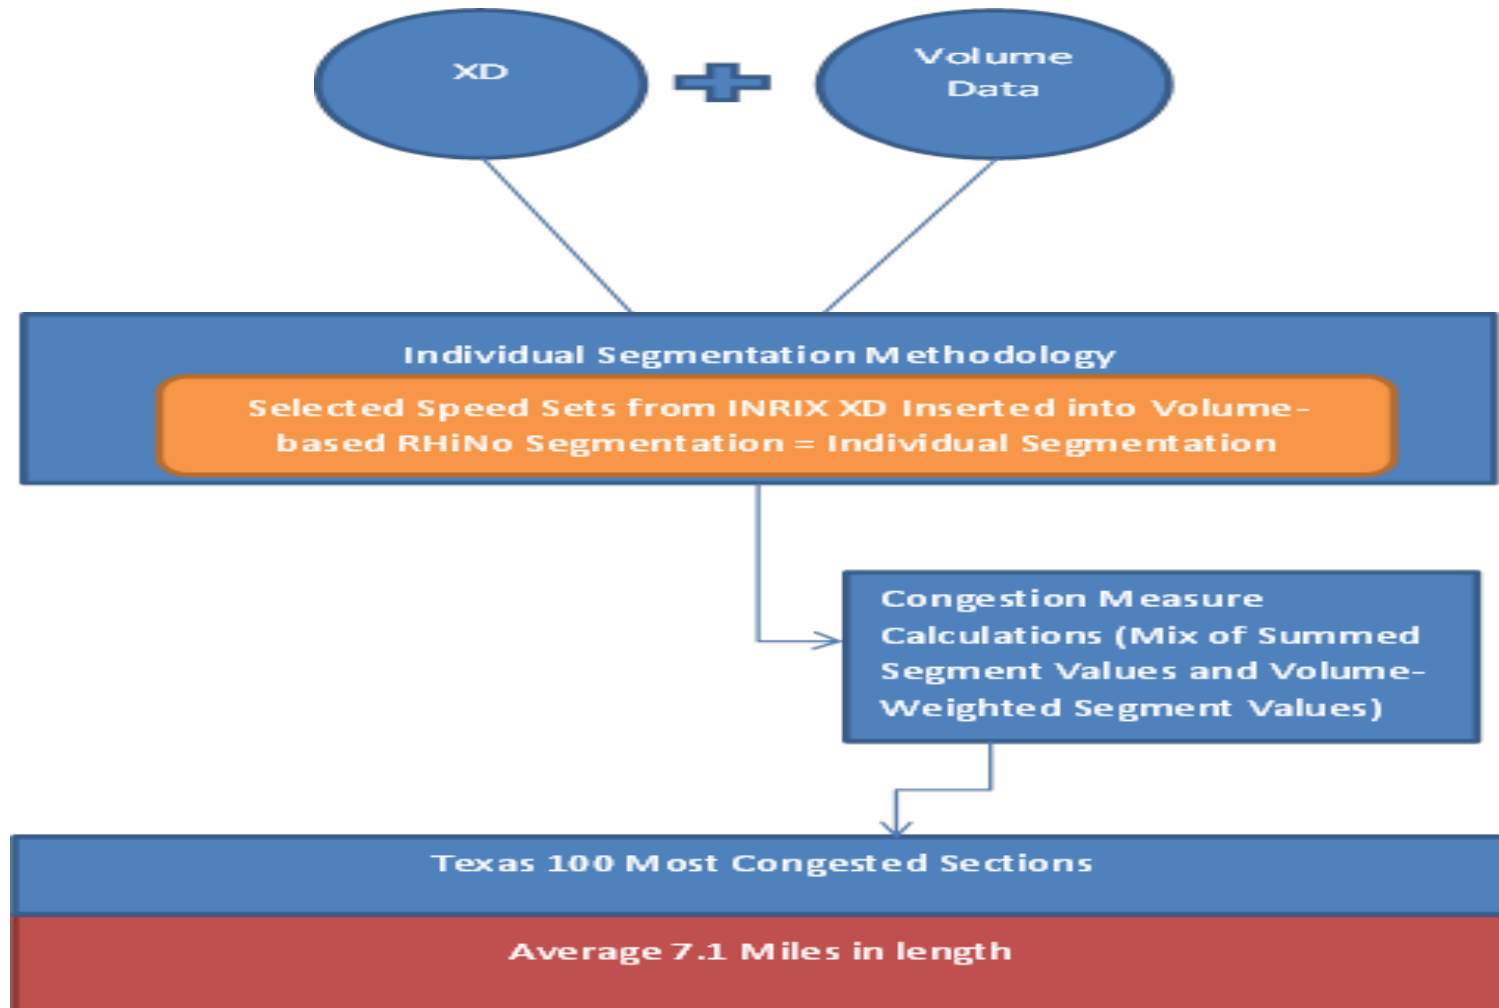 XD
Volume
Data
Individual Segmentation Methodology
Selected Speed Sets from INRIX XD Inserted into Volume-
based RHiNo Segmentation = Individual Segmentation
Congestion Measure
Calculations (Mix of Summed
Segment Values and Volume-
Weighted Segment Values)
Texas 100 Most Congested Sections
Average 7.1 Miles in length